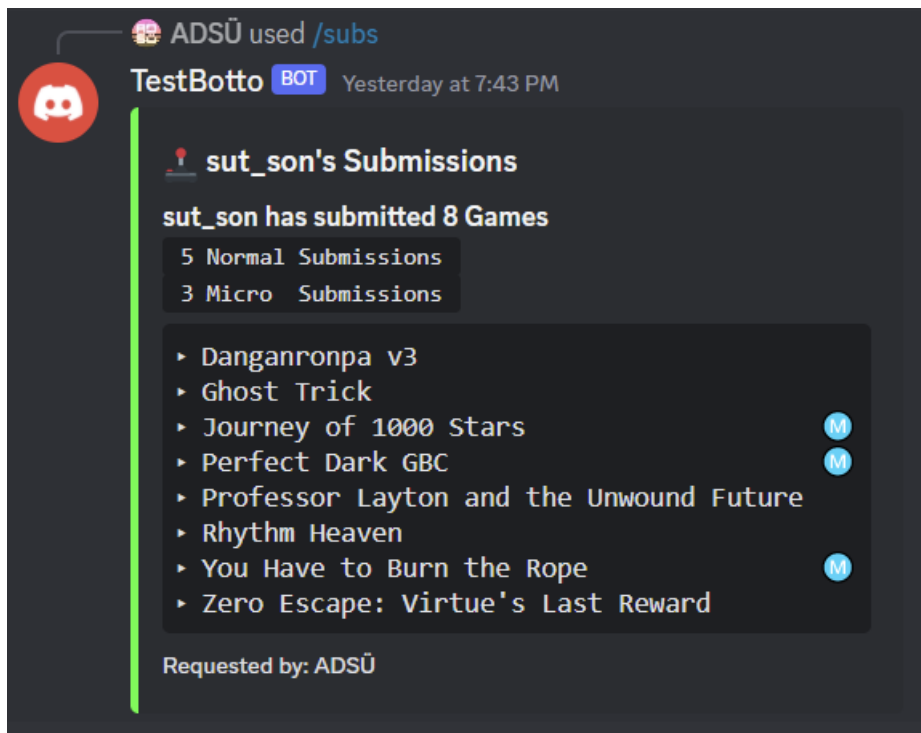 ADSÜ used /subs
TestBotto BOT Yesterday at 7:43 PM
sut_son's Submissions
sut_son has submitted 8 Games
5 Normal Submissions
3 Micro  Submissions
‣ Danganronpa v3
‣ Ghost Trick
‣ Journey of 1000 Stars M
‣ Perfect Dark GBC M
‣ Professor Layton and the Unwound Future
‣ Rhythm Heaven
‣ You Have to Burn the Rope M
‣ Zero Escape: Virtue's Last Reward
Requested by: ADSÜ